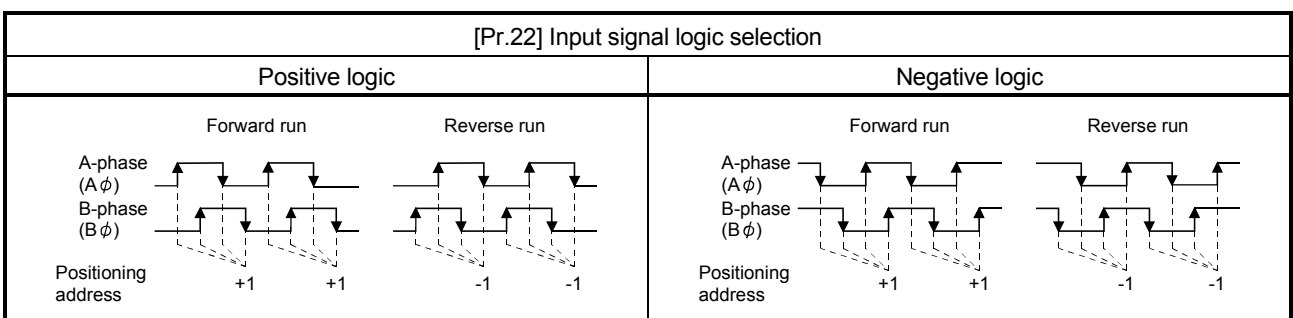 [Pr.22] Input signal logic selection
Positive logic
Negative logic
Forward run
Reverse run
Forward run
Reverse run
A-phase
(Aϕ)
B-phase
(Bϕ)
Positioning
address
+1
+1
-1
-1
A-phase
(Aϕ)
B-phase
(Bϕ)
Positioning
address
+1
+1
-1
-1